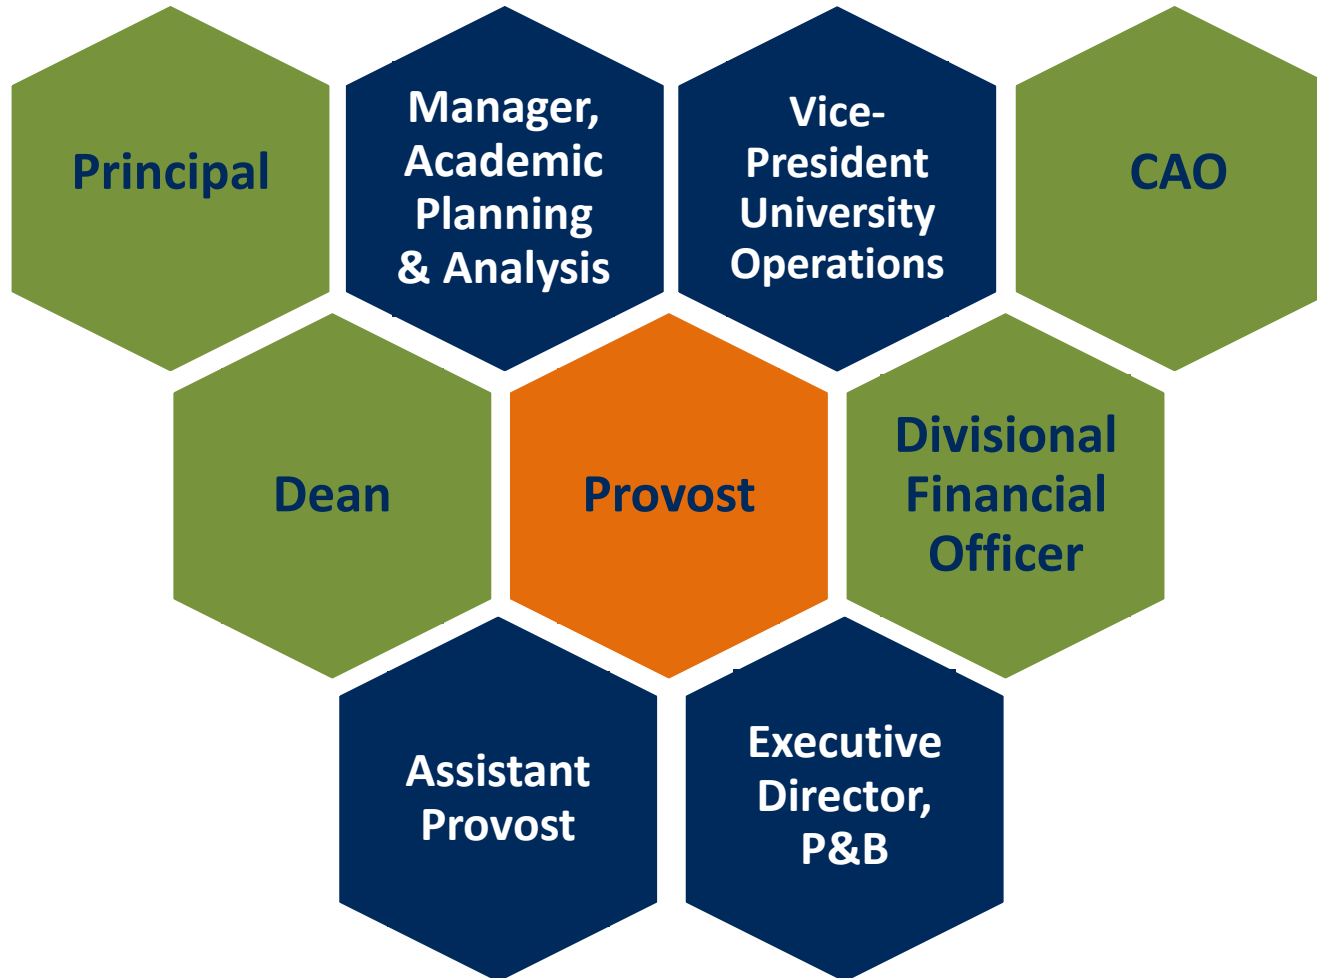 Principal
Manager,
Academic
Planning
& Analysis
Vice-
President
University
Operations
CAO
Dean
Provost
Divisional
Financial
Officer
Assistant
Provost
Executive
Director,
P&B